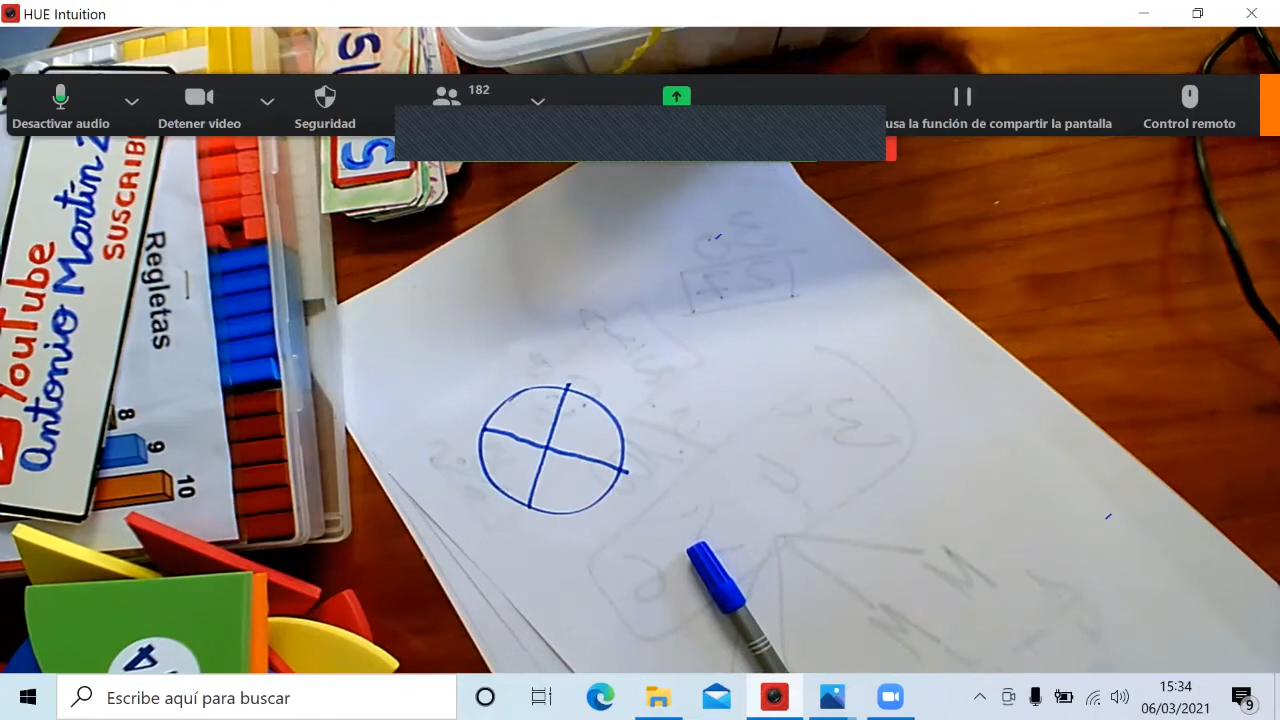 HUE Intuition
182
Desactivar audio
Detener video
Seguridad
usa la función de compartir la pantalla
Control remoto
YouTube
Antonio Martín
SUSCRIB
Regletas
8
9
10
5
Escribe aquí para buscar
15:34
06/03/2021
9